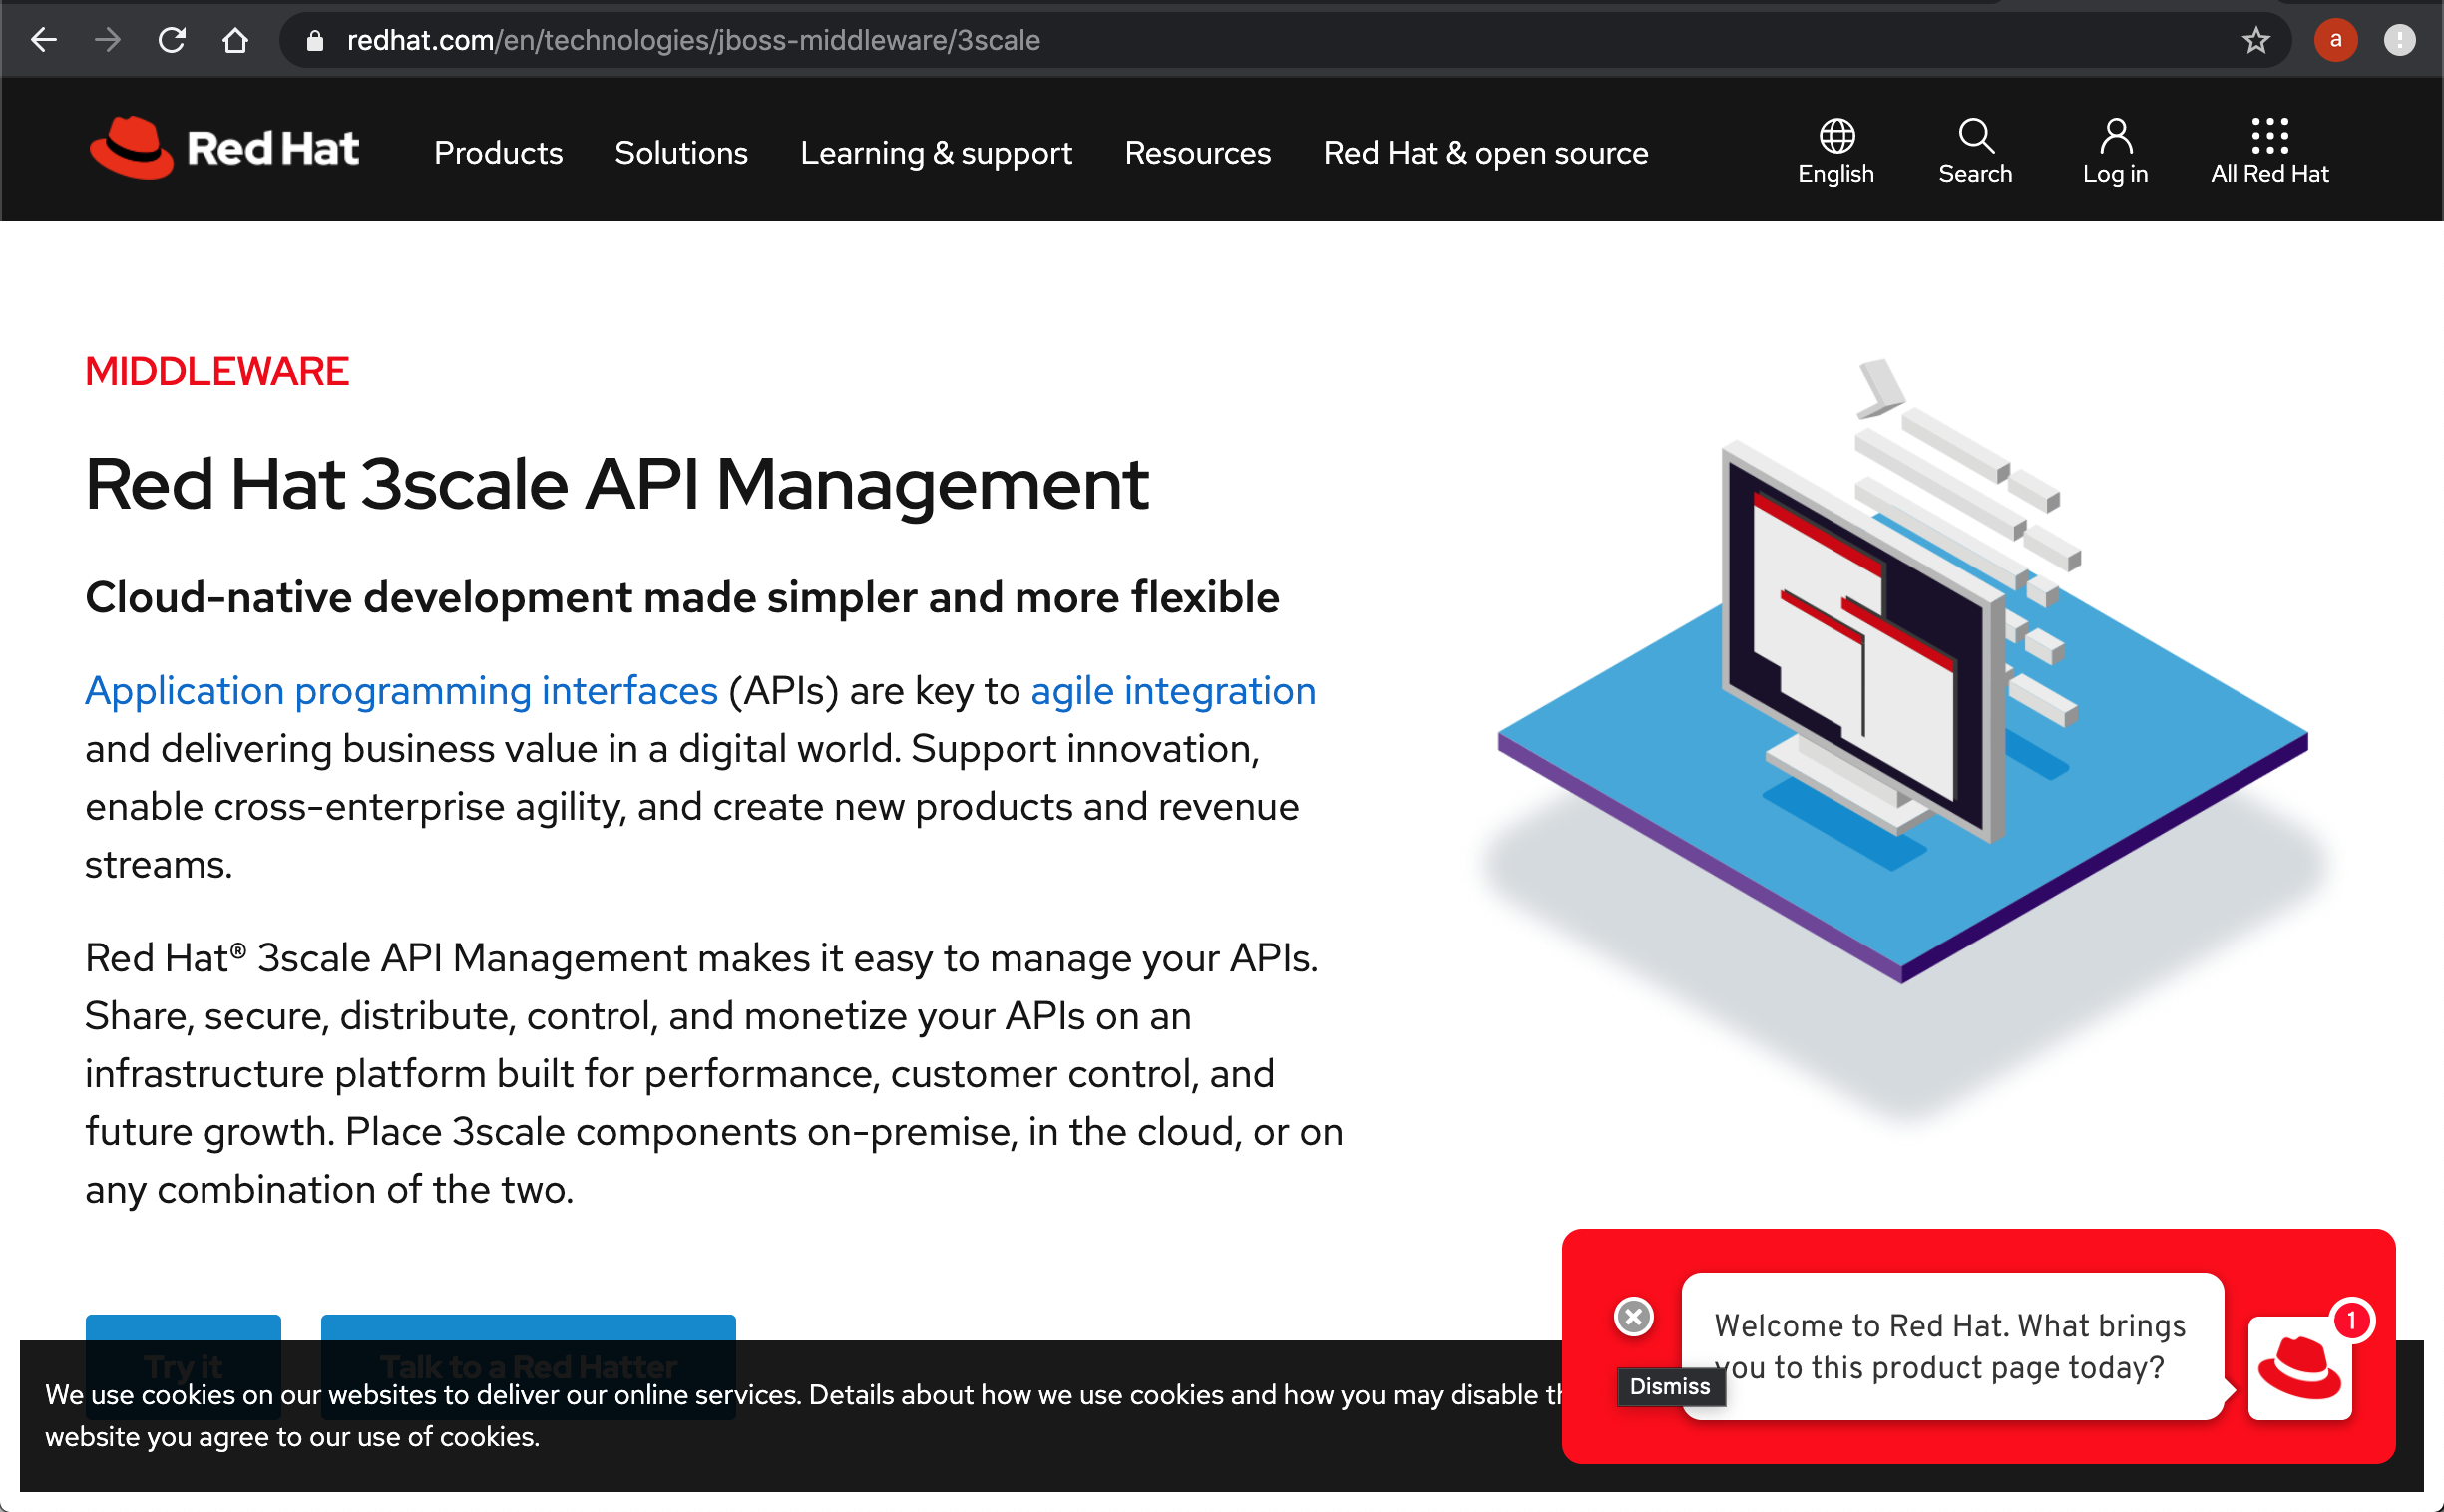 redhat.com/en/technologies/jboss-middleware/3scale
a
Red Hat
Products
Solutions
Learning & support
Resources
Red Hat & open source
English
Search
Log in
All Red Hat
MIDDLEWARE
Red Hat 3scale API Management
Cloud-native development made simpler and more flexible
Application programming interfaces (APIs) are key to agile integration
and delivering business value in a digital world. Support innovation,
enable cross-enterprise agility, and create new products and revenue
streams.
Red Hat® 3scale API Management makes it easy to manage your APIs.
Share, secure, distribute, control, and monetize your APIs on an
infrastructure platform built for performance, customer control, and
future growth. Place 3scale components on-premise, in the cloud, or on
any combination of the two.
Try it
Talk to a Red Hatter
We use cookies on our websites to deliver our online services. Details about how we use cookies and how you may disable
website you agree to our use of cookies.
Welcome to Red Hat. What brings
you to this product page today?
1
Dismiss